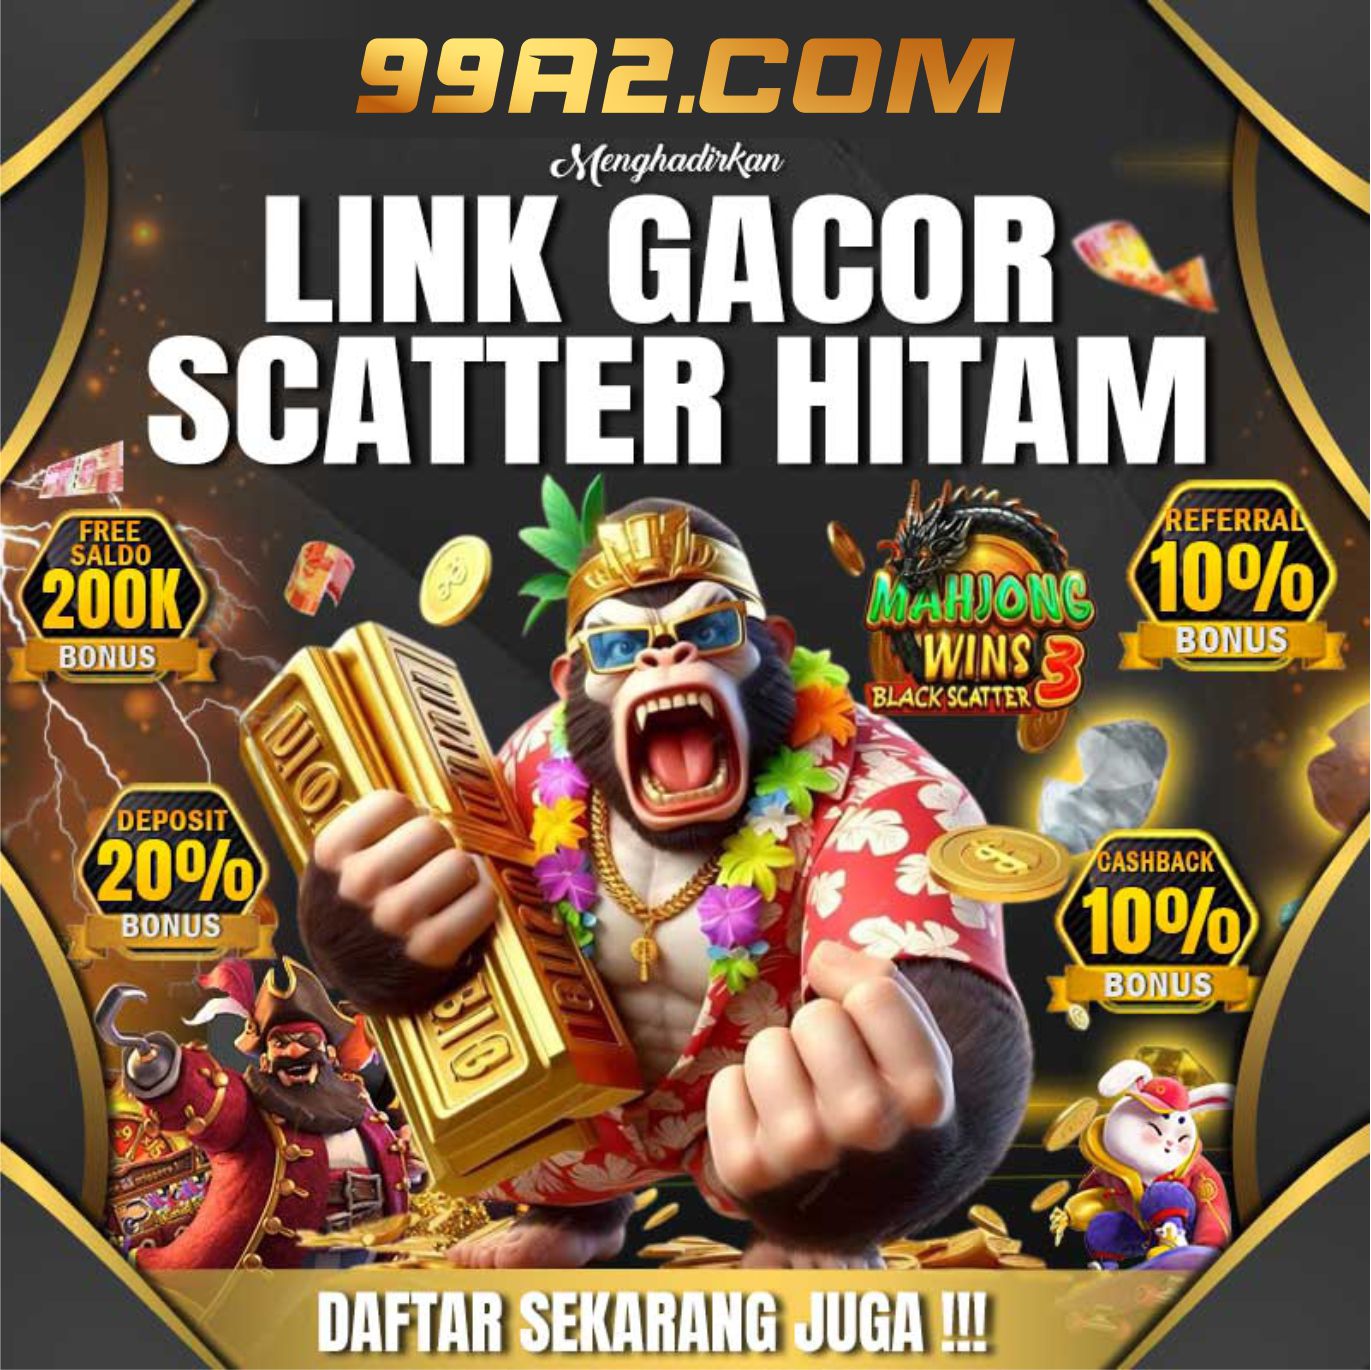 99A2.COM
Menghadirkan
LINK GACOR
SCATTER HITAM
FREE
SALDO
200K
BONUS
MAHJONG
WINS 3
BLACK SCATTER
REFERRAL
10%
BONUS
DEPOSIT
20%
BONUS
CASHBACK
10%
BONUS
DAFTAR SEKARANG JUGA !!!